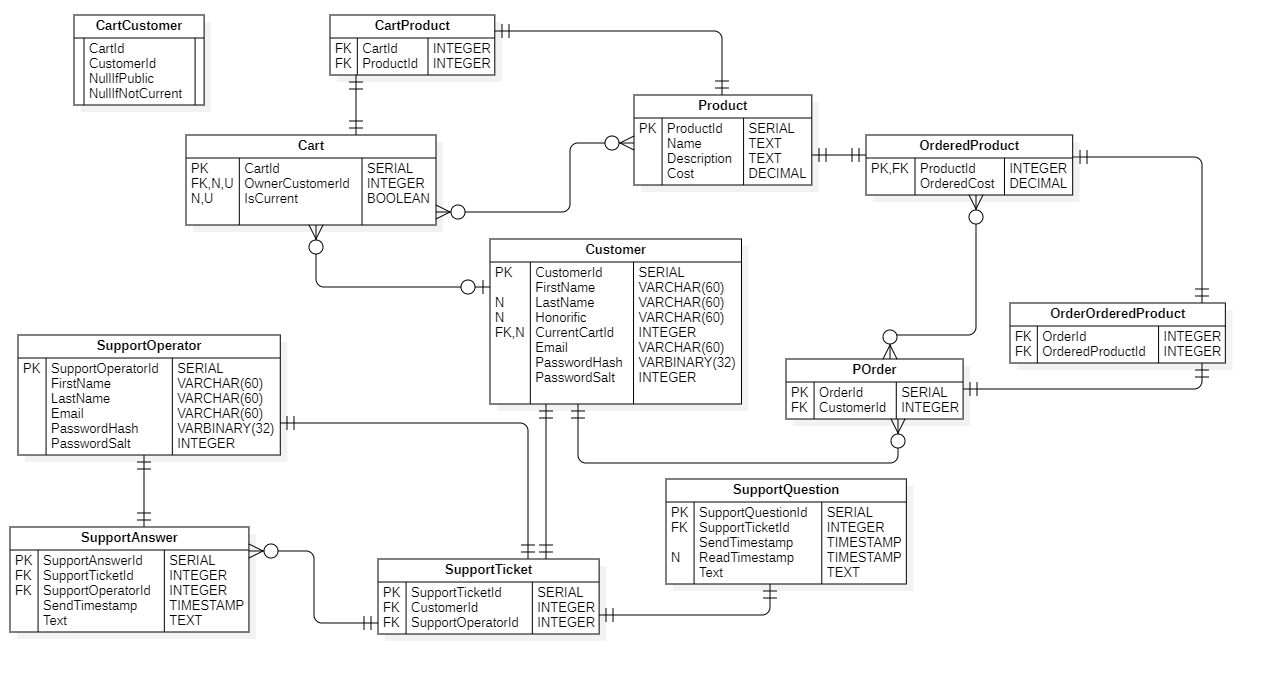 CartCustomer
CartId
CustomerId
NullIfPublic
NullIfNotCurrent
CartProduct
FK CartId INTEGER
FK ProductId INTEGER
Product
PK ProductId SERIAL
Name TEXT
Description TEXT
Cost DECIMAL
Cart
PK CartId SERIAL
FK,N,U OwnerCustomerId INTEGER
N,U IsCurrent BOOLEAN
OrderedProduct
PK,FK ProductId INTEGER
OrderedCost DECIMAL
Customer
PK CustomerId SERIAL
FirstName VARCHAR(60)
N LastName VARCHAR(60)
N Honorific VARCHAR(60)
FK,N CurrentCartId INTEGER
Email VARCHAR(60)
PasswordHash VARBINARY(32)
PasswordSalt INTEGER
OrderOrderedProduct
FK OrderId INTEGER
FK OrderedProductId INTEGER
SupportOperator
PK SupportOperatorId SERIAL
FirstName VARCHAR(60)
LastName VARCHAR(60)
Email VARCHAR(60)
PasswordHash VARBINARY(32)
PasswordSalt INTEGER
POrder
PK OrderId SERIAL
FK CustomerId INTEGER
SupportQuestion
PK SupportQuestionId SERIAL
FK SupportTicketId INTEGER
SendTimestamp TIMESTAMP
N ReadTimestamp TIMESTAMP
Text TEXT
SupportAnswer
PK SupportAnswerId SERIAL
FK SupportTicketId INTEGER
FK SupportOperatorId INTEGER
SendTimestamp TIMESTAMP
Text TEXT
SupportTicket
PK SupportTicketId SERIAL
FK CustomerId INTEGER
FK SupportOperatorId INTEGER